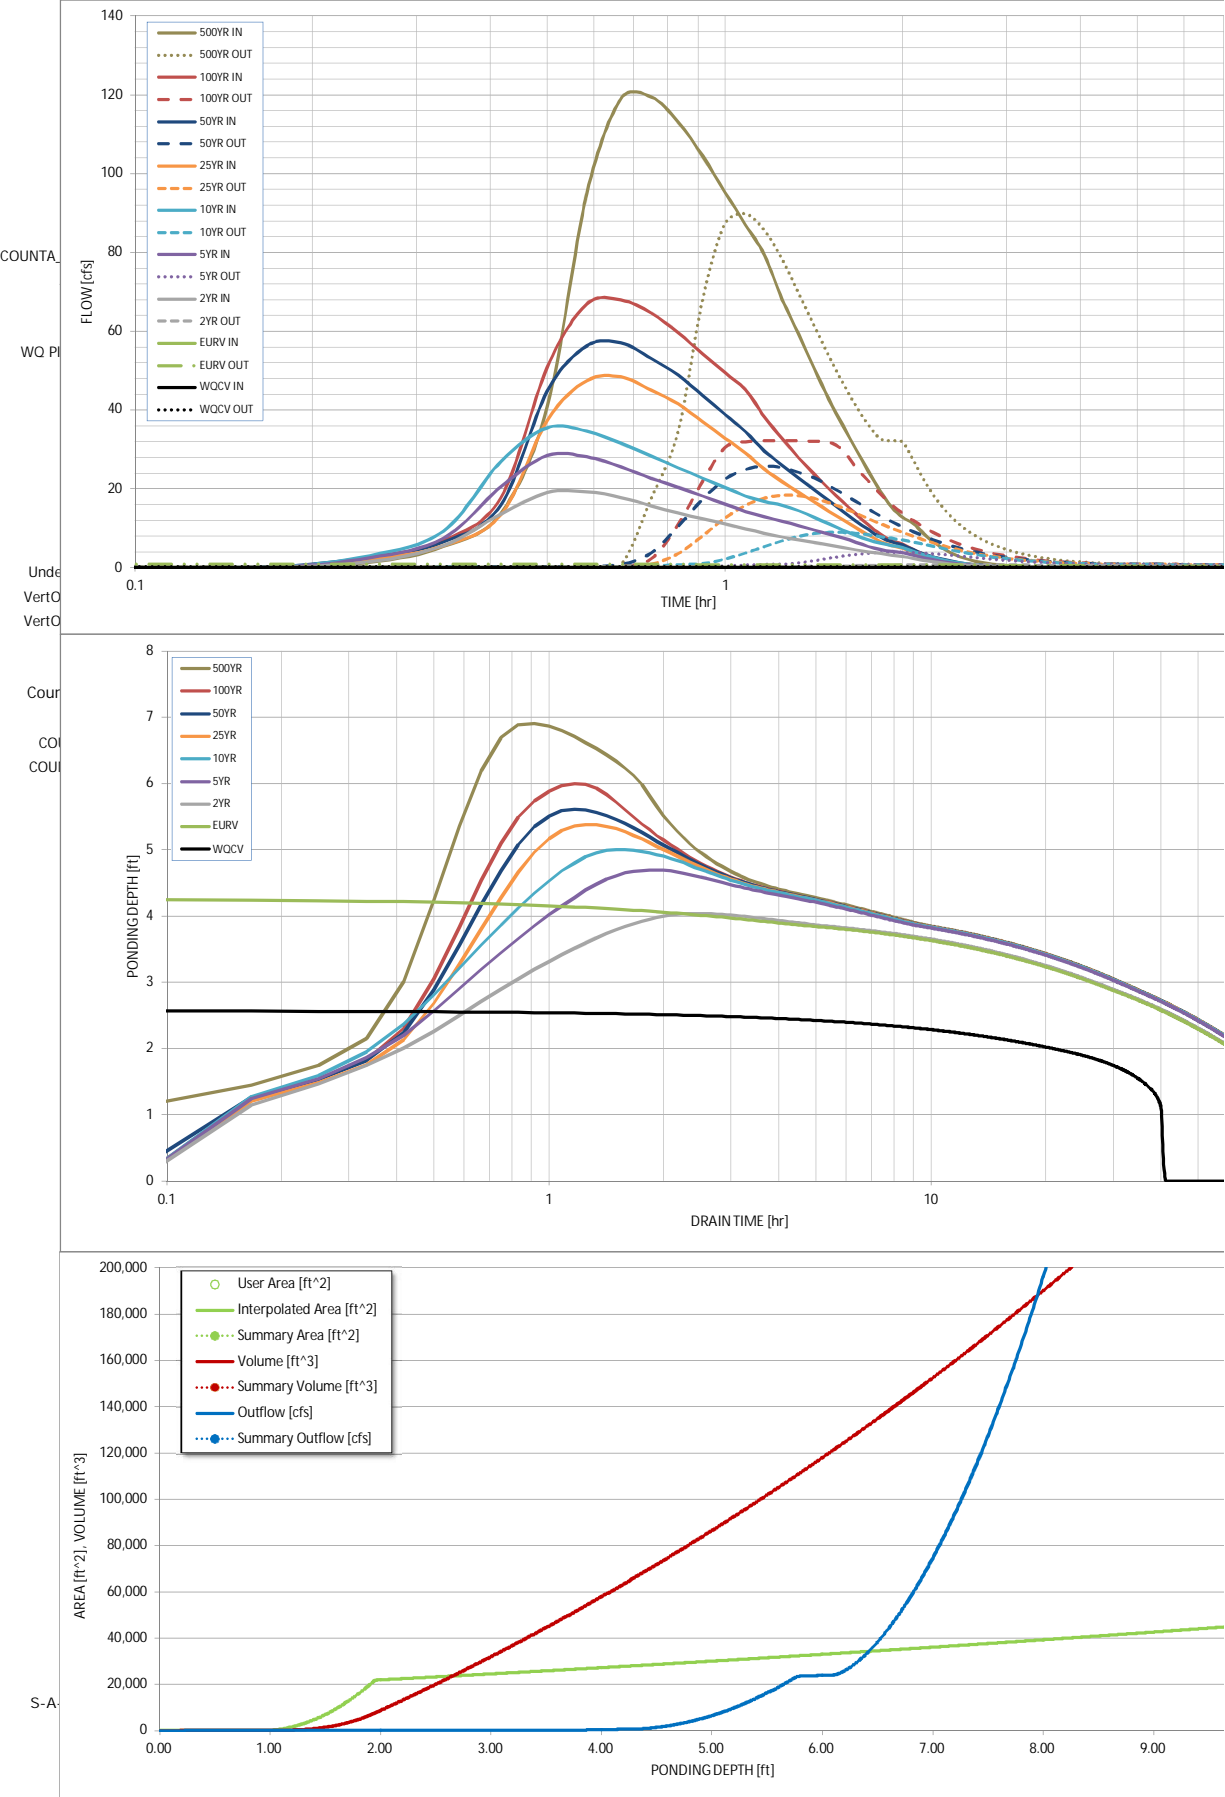 140
120
100
80
60
40
20
0
FLOW [cfs]
500YR IN
500YR OUT
100YR IN
100YR OUT
50YR IN
50YR OUT
25YR IN
25YR OUT
10YR IN
10YR OUT
5YR IN
5YR OUT
2YR IN
2YR OUT
EURV IN
EURV OUT
WQCV IN
WQCV OUT
0.1
1
TIME [hr]
COUNTA_
WQ Pl
Unde
VertO
VertO
Cour
COU
COUI
8
7
6
5
4
3
2
1
0
PONDING DEPTH [ft]
500YR
100YR
50YR
25YR
10YR
5YR
2YR
EURV
WQCV
0.1
1
10
DRAIN TIME [hr]
200,000
180,000
160,000
140,000
120,000
100,000
80,000
60,000
40,000
20,000
0
AREA [ft^2], VOLUME [ft^3]
User Area [ft^2]
Interpolated Area [ft^2]
Summary Area [ft^2]
Volume [ft^3]
Summary Volume [ft^3]
Outflow [cfs]
Summary Outflow [cfs]
S-A-
0.00
1.00
2.00
3.00
4.00
5.00
6.00
7.00
8.00
9.00
PONDING DEPTH [ft]